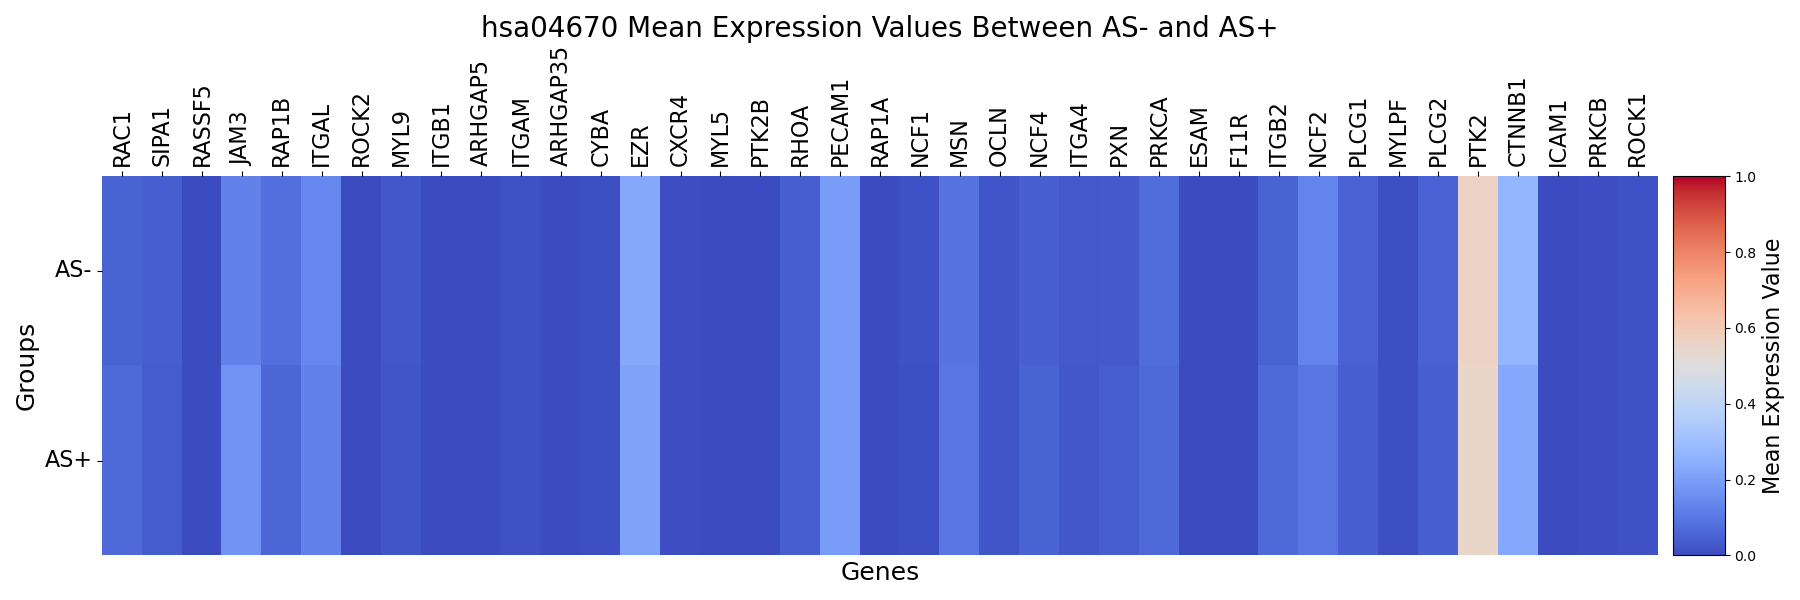 hsa04670 Mean Expression Values Between AS- and AS+
RAC1
SIPA1
RASSF5
JAM3
RAP1B
ITGAL
ROCK2
MYL9
ITGB1
ARHGAP5
ITGAM
ARHGAP35
CYBA
EZR
CXCR4
MYL5
PTK2B
RHOA
PECAM1
RAP1A
NCF1
MSN
OCLN
NCF4
ITGA4
PXN
PRKCA
ESAM
F11R
ITGB2
NCF2
PLCG1
MYLPF
PLCG2
PTK2
CTNNB1
ICAM1
PRKCB
ROCK1
Groups
AS-
AS+
Genes
1.0
0.8
0.6
0.4
0.2
0.0
Mean Expression Value